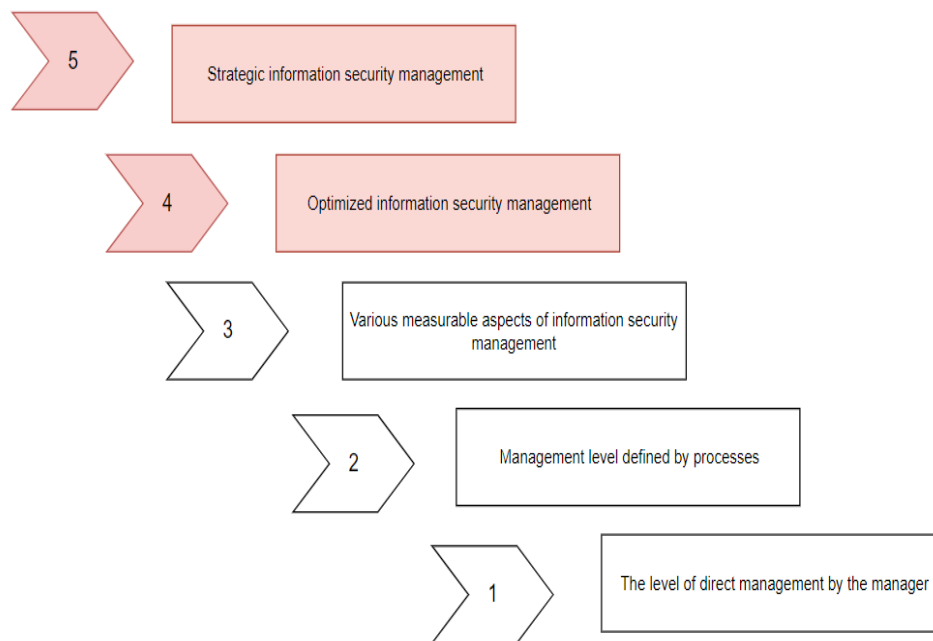 5
Strategic information security management
4
Optimized information security management
3
Various measurable aspects of information security
management
2
Management level defined by processes
1
The level of direct management by the manager